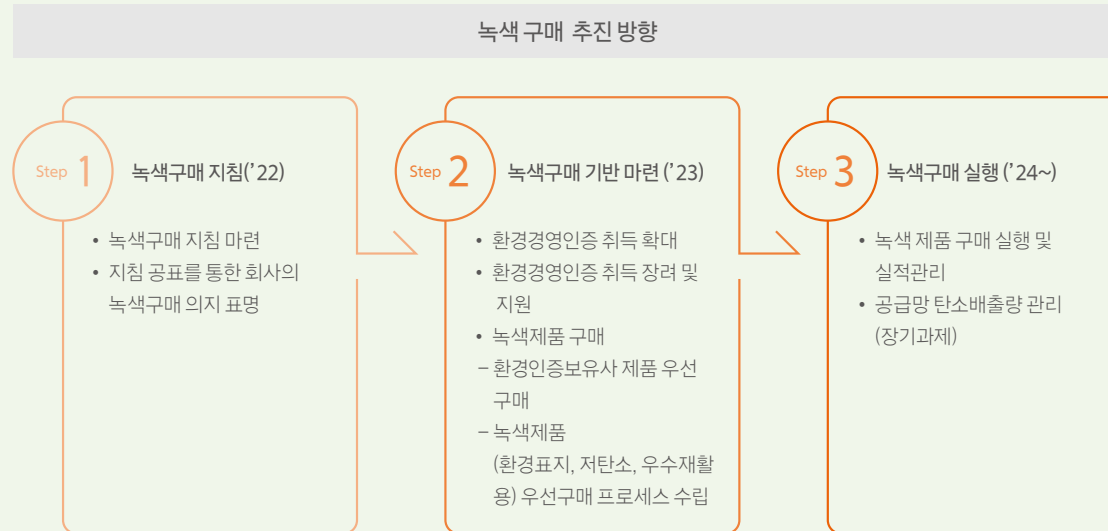 녹색 구매 추진 방향
Step 1
녹색구매 지침(’22)
• 녹색구매 지침 마련
• 지침 공표를 통한 회사의
녹색구매 의지 표명
Step 2
녹색구매 기반 마련 (’23)
• 환경경영인증 취득 확대
• 환경경영인증 취득 장려 및
지원
• 녹색제품 구매
– 환경인증보유사 제품 우선
구매
– 녹색제품
(환경표지, 저탄소, 우수재활
용) 우선구매 프로세스 수립
Step 3
녹색구매 실행 (’24~)
• 녹색 제품 구매 실행 및
실적관리
• 공급망 탄소배출량 관리
(장기과제)